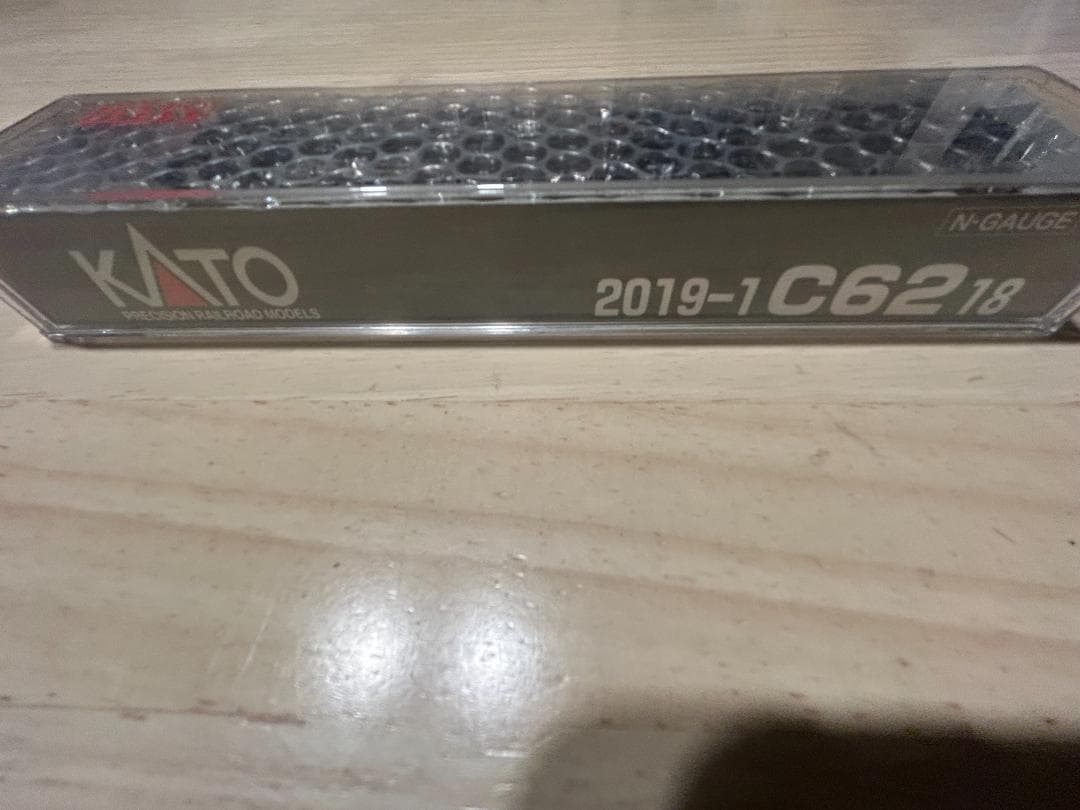 N-GAUGE
KATO
PRECISION RAILROAD MODELS
2019-1 C62 18